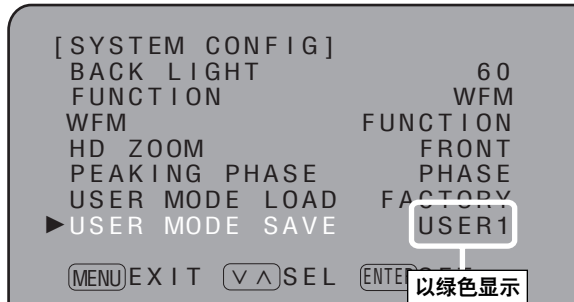 [SYSTEM CONFIG]
BACK LIGHT 60
FUNCTION WFM
WFM FUNCTION
HD ZOOM FRONT
PEAKING PHASE PHASE
USER MODE LOAD FACTORY
▶USER MODE SAVE USER1
MENU EXIT ∨∧ SEL
以绿色显示